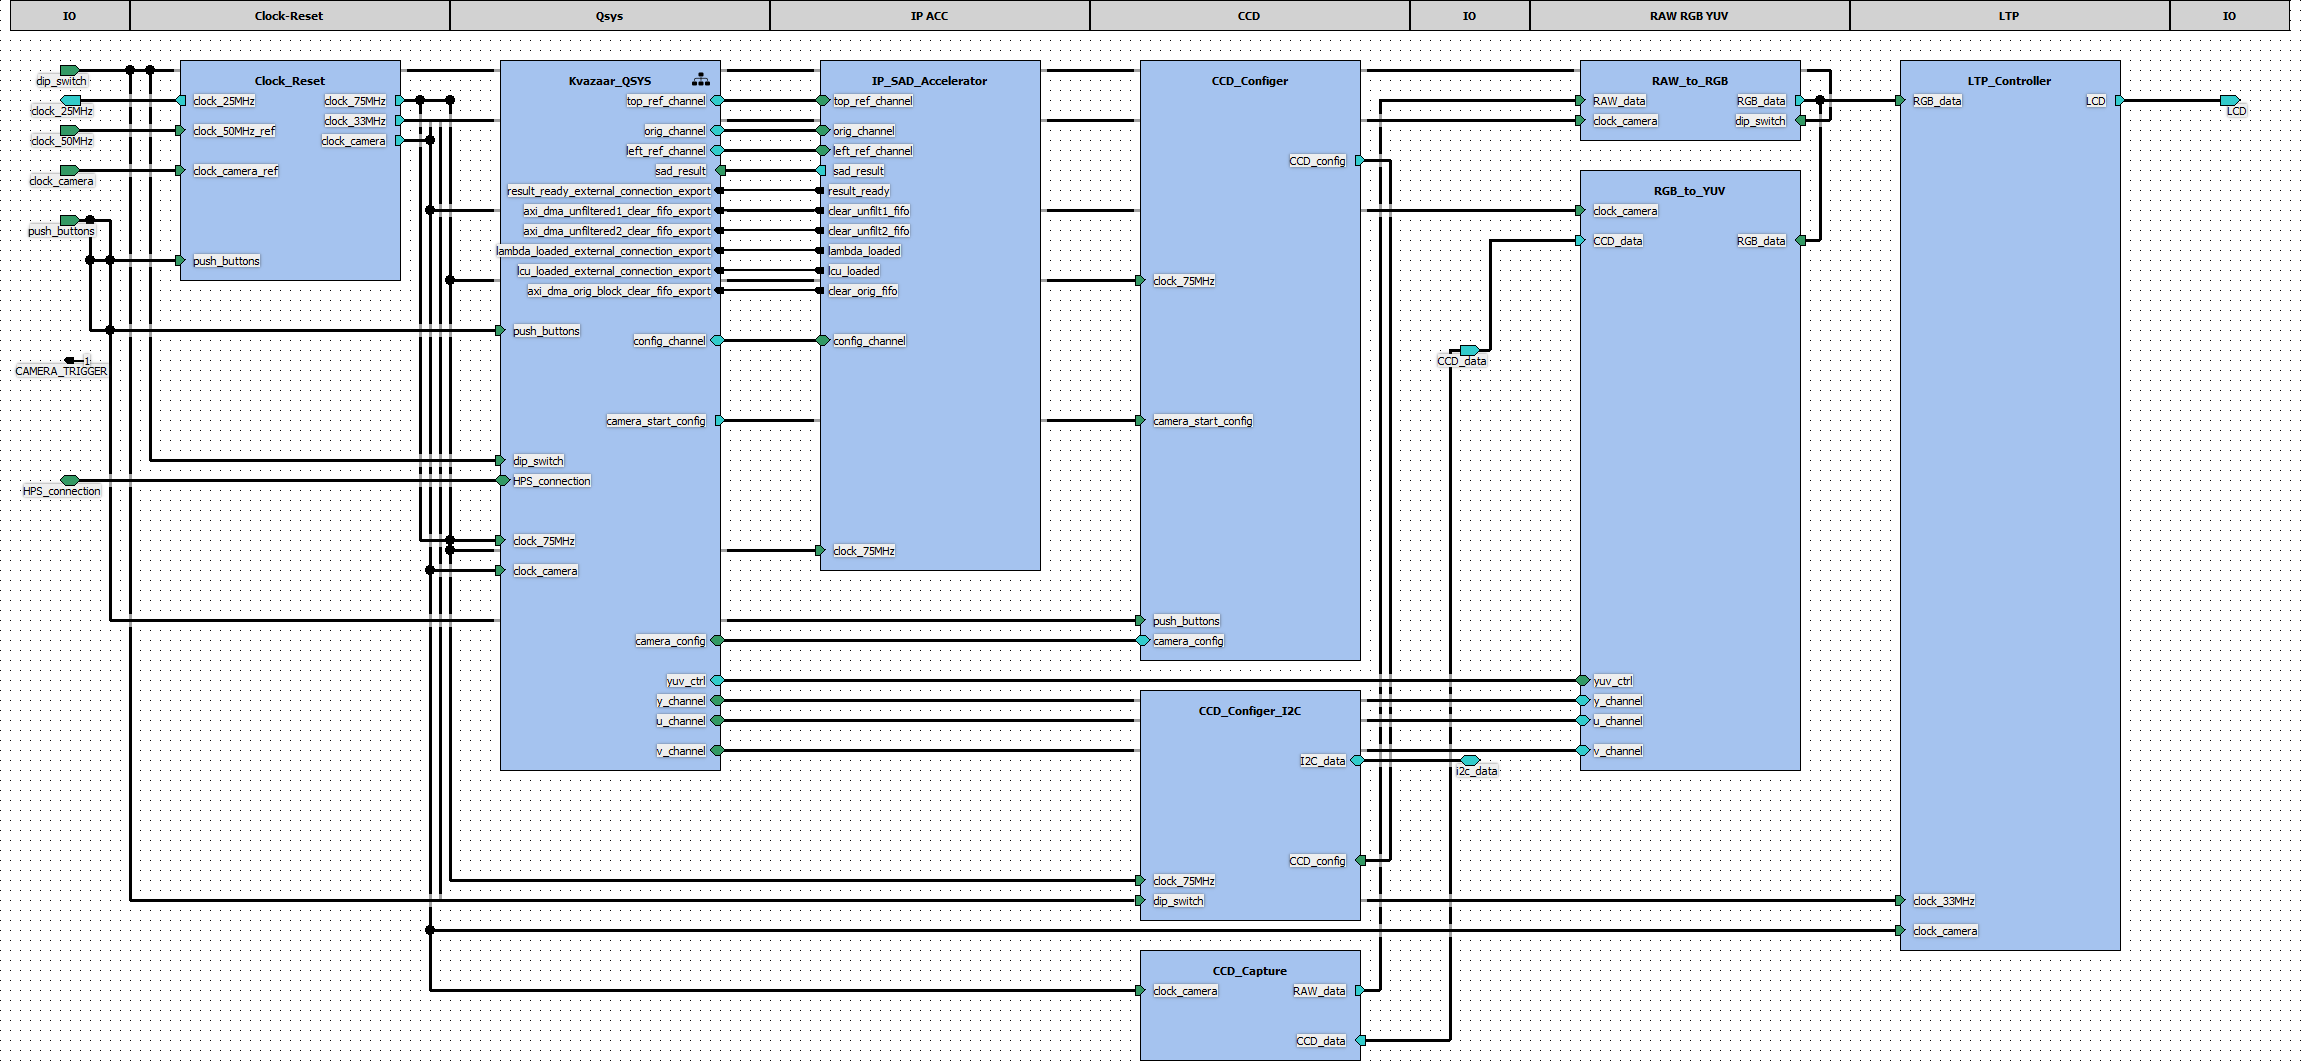 IO
Clock-Reset
Qsys
IP ACC
CCD
IO
RAW RGB YUV
LTP
IO
dip_switch
clock_25MHz
clock_50MHz
clock_camera
push_buttons
1
CAMERA_TRIGGER
HPS_connection
Clock_Reset
clock_25MHz
clock_75MHz
clock_33MHz
clock_50MHz_ref
clock_camera
clock_camera_ref
push_buttons
Kvazaar_QSYS
top_ref_channel
orig_channel
left_ref_channel
sad_result
result_ready_external_connection_export
axi_dma_unfiltered1_clear_fifo_export
axi_dma_unfiltered2_clear_fifo_export
lambda_loaded_external_connection_export
lcu_loaded_external_connection_export
axi_dma_orig_block_clear_fifo_export
push_buttons
config_channel
camera_start_config
dip_switch
HPS_connection
clock_75MHz
clock_camera
camera_config
yuv_ctrl
y_channel
u_channel
v_channel
IP_SAD_Accelerator
top_ref_channel
orig_channel
left_ref_channel
sad_result
result_ready
clear_unfilt1_fifo
clear_unfilt2_fifo
lambda_loaded
lcu_loaded
clear_orig_fifo
config_channel
clock_75MHz
CCD_Configer
CCD_config
clock_75MHz
camera_start_config
push_buttons
camera_config
CCD_Configer_I2C
I2C_data
CCD_config
clock_75MHz
dip_switch
CCD_Capture
clock_camera
RAW_data
CCD_data
CCD_data
i2c_data
RAW_to_RGB
RAW_data
RGB_data
clock_camera
dip_switch
RGB_to_YUV
clock_camera
CCD_data
RGB_data
yuv_ctrl
y_channel
u_channel
v_channel
LTP_Controller
RGB_data
LCD
clock_33MHz
clock_camera
LCD